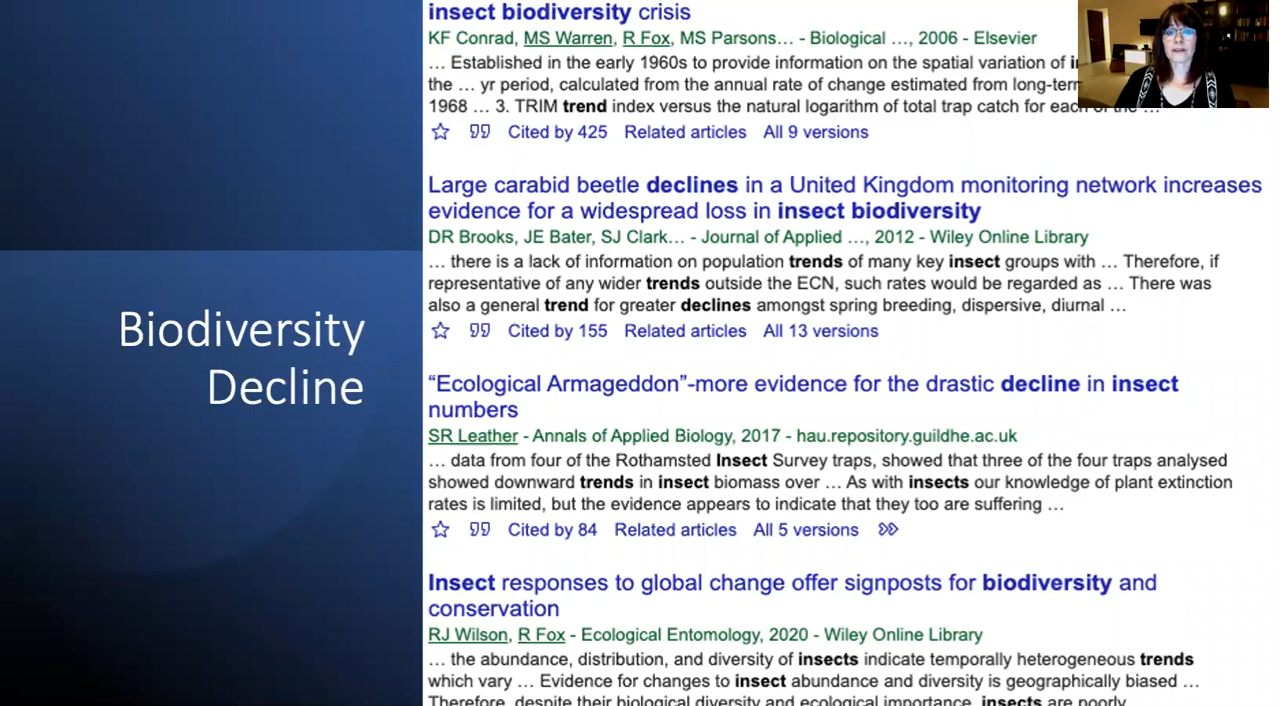 Biodiversity
Decline
insect biodiversity crisis
KF Conrad, MS Warren, R Fox, MS Parsons… - Biological …, 2006 - Elsevier
… Established in the early 1960s to provide information on the spatial variation of
the … yr period, calculated from the annual rate of change estimated from
1968 … 3. TRIM trend index versus the natural logarithm of total trap catch for each of the …
Cited by 425 Related articles All 9 versions
Large carabid beetle declines in a United Kingdom monitoring network increases
evidence for a widespread loss in insect biodiversity
DR Brooks, JE Bater, SJ Clark… - Journal of Applied …, 2012 - Wiley Online Library
… there is a lack of information on population trends of many key insect groups with … Therefore, if
representative of any wider trends outside the ECN, such rates would be regarded as … There was
also a general trend for greater declines amongst spring breeding, dispersive, diurnal …
Cited by 155 Related articles All 13 versions
“Ecological Armageddon”-more evidence for the drastic decline in insect
numbers
SR Leather - Annals of Applied Biology, 2017 - hau.repository.guildhe.ac.uk
… data from four of the Rothamsted Insect Survey traps, showed that three of the four traps analysed
showed downward trends in insect biomass over … As with insects our knowledge of plant extinction
rates is limited, but the evidence appears to indicate that they too are suffering …
Cited by 84 Related articles All 5 versions
Insect responses to global change offer signposts for biodiversity and
conservation
RJ Wilson, R Fox - Ecological Entomology, 2020 - Wiley Online Library
… the abundance, distribution, and diversity of insects indicate temporally heterogeneous trends
which vary … Evidence for changes to insect abundance and diversity is geographically biased …
Therefore, despite their biological diversity and ecological importance, insects are poorly